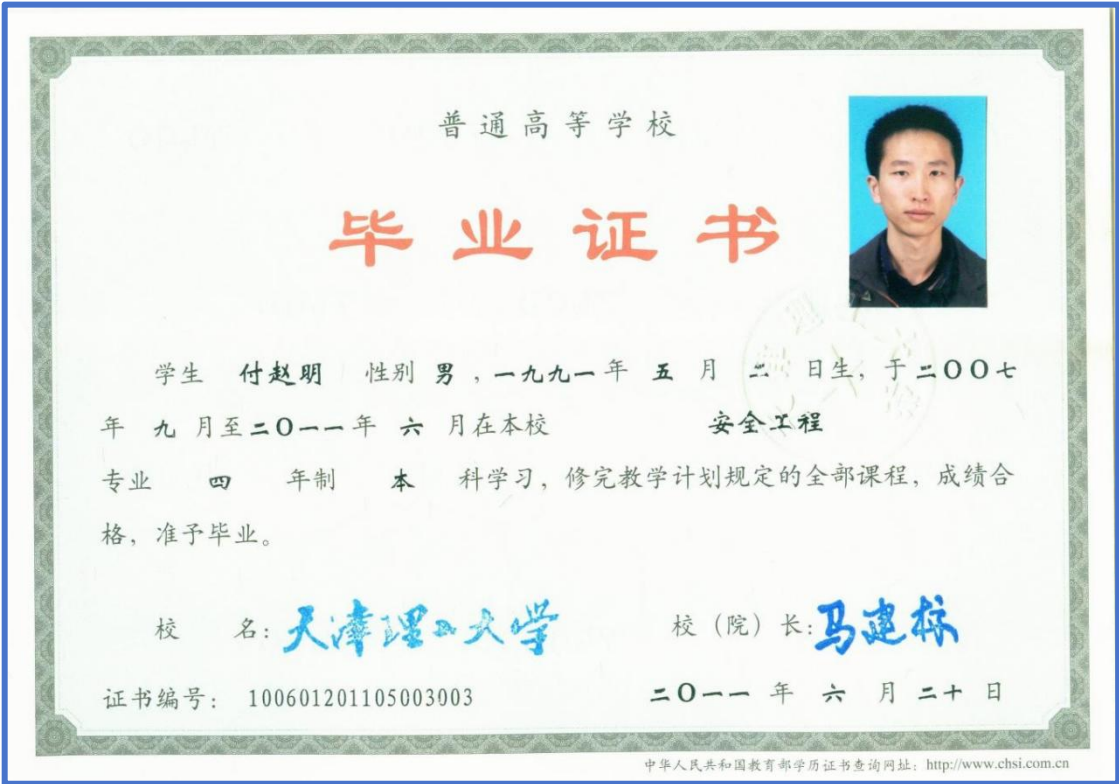 普通高等学校
毕业证书
学生 付赵明 性别 男，一九九一年 五 月 二 日生，于二〇〇七
年 九 月至二〇一一年 六 月在本校 安全工程
专业 四 年制 本 科学习，修完教学计划规定的全部课程，成绩合
格，准予毕业。
校 名：天津理工大学 校（院）长：马建标
证书编号： 100601201105003003 二〇一一 年 六 月 二十 日
中华人民共和国教育部学历证书查询网址：http://www.chsi.com.cn